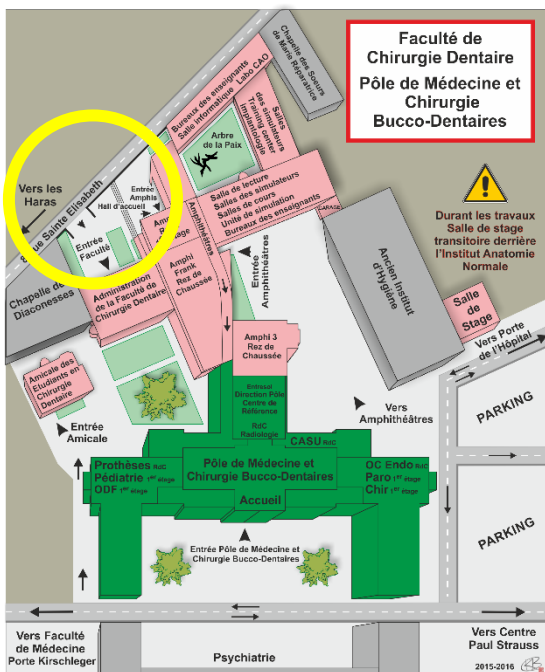 Faculté de
Chirurgie Dentaire
Pôle de Médecine et
Chirurgie
Bucco-Dentaires
Chapelle des Soeurs
de Marie Réparatrice
Bureaux des enseignants
Salle informatique Labo CAO
Salles
des simulateurs
Training center
implantologie
Arbre
de la Paix
Vers les
Haras
Rue Sainte Elisabeth
Entrée
Amphis
Hall d'accueil
Salle de lecture
Salle des simulateurs
Salles de cours
Unité de simulation
Bureaux des enseignants
Durant les travaux
Salle de stage
transitoire derrière
l'Institut Anatomie
Normale
Entrée
Faculté
Amphithéâtres
Entrée
Amphithéâtres
Chapelle des
Diaconesses
Administration
de la Faculté de
Chirurgie Dentaire
Amphi
Frank
Rez de
Chaussée
Ancien Institut
d'Hygiène
Salle
de
Stage
Vers Porte
de l'Hôpital
Amphi 3
Rez de
Chaussée
Amicale des
Etudiants en
Chirurgie
Dentaire
Entrée
Amicale
Direction Pôle
Centre de
Référence
RdC
Radiologie
Vers
Amphithéâtres
PARKING
CASU RdC
Prothèses RdC
Pédiatrie 1er étage
ODF 1er étage
Pôle de Médecine et
Chirurgie Bucco-Dentaires
Accueil
OC Endo RdC
Paro 1er étage
Chir 1er étage
PARKING
Entrée Pôle de Médecine et
Chirurgie Bucco-Dentaires
Vers Faculté
de Médecine
Porte Kirschleger
Psychiatrie
Vers Centre
Paul Strauss
2015-2016